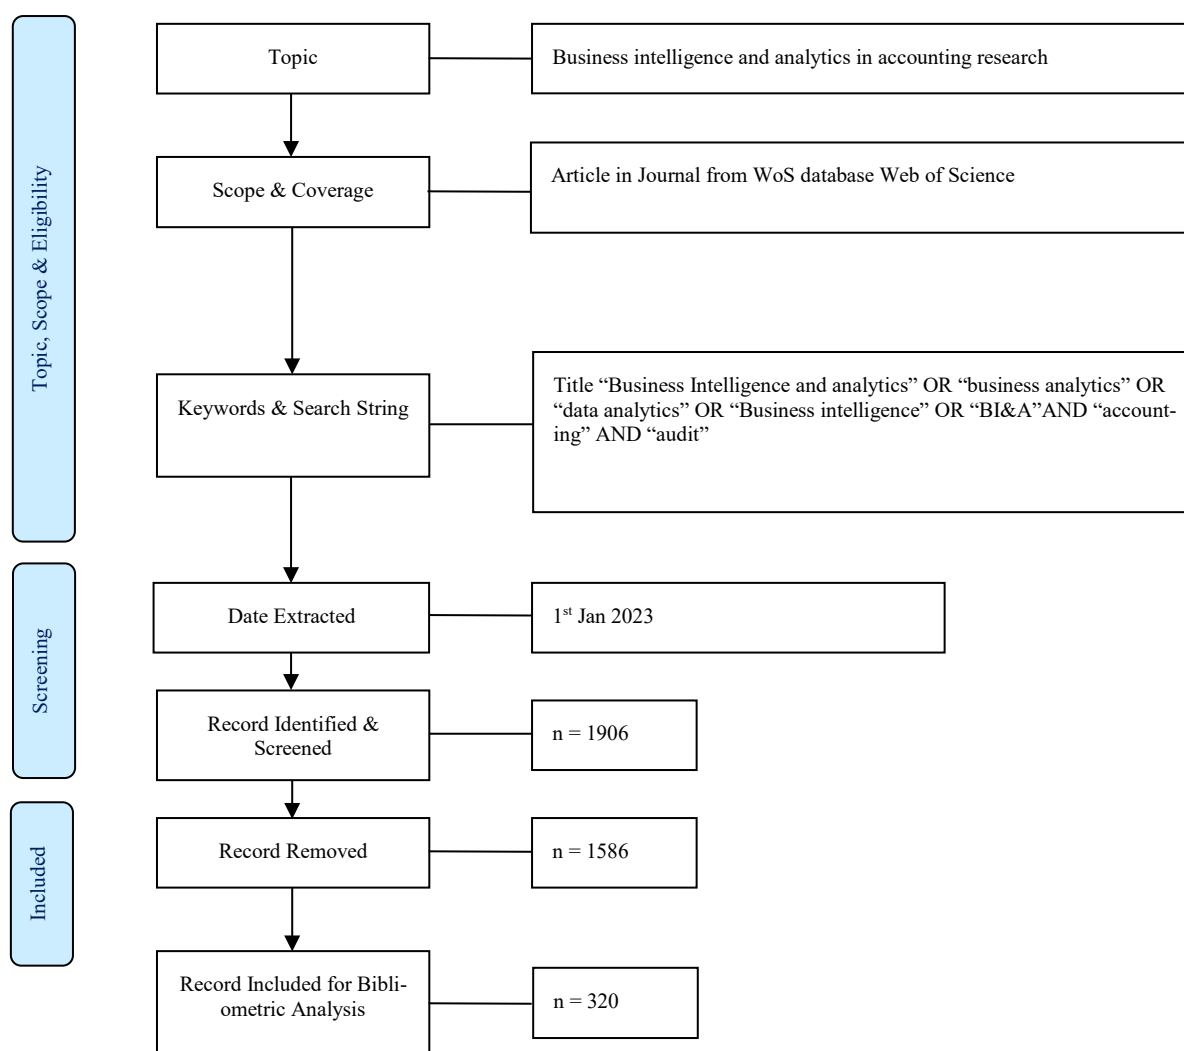 Topic, Scope & Eligibility
Topic
Business intelligence and analytics in accounting research
Scope & Coverage
Article in Journal from WoS database Web of Science
Keywords & Search String
Title “Business Intelligence and analytics” OR “business analytics” OR
“data analytics” OR “Business intelligence” OR “BI&A”AND “account-
ing” AND “audit”
Screening
Date Extracted
1st Jan 2023
Record Identified &
Screened
n = 1906
Included
Record Removed
n = 1586
Record Included for Bibli-
ometric Analysis
n = 320